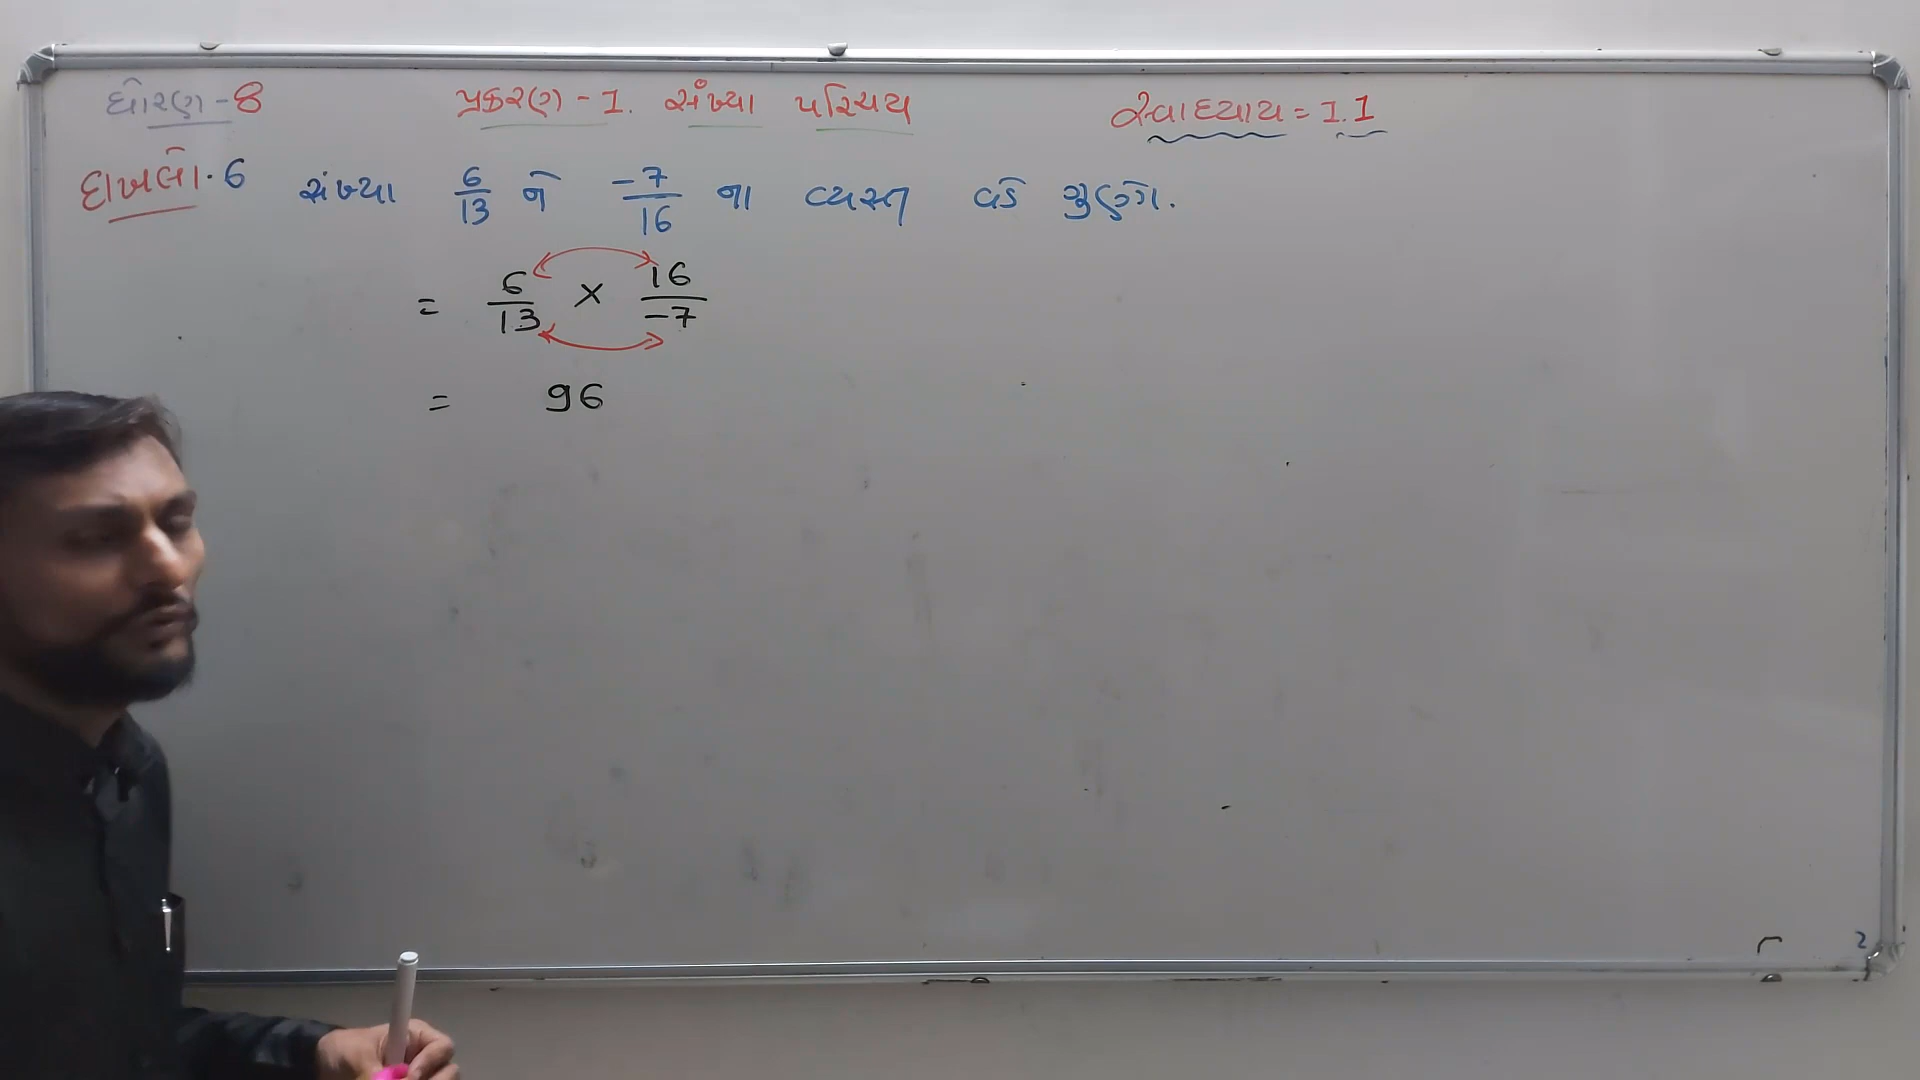 ધોરણ - 8 પ્રકરણ - 1. સંખ્યા પરિચય સ્વાધ્યાય = 1.1
દાખલો. 6 સંખ્યા 6/13 ને -7/16 ના વ્યસ્ત વડે ગુણો.
= 6/13 × 16/-7
= 96
2